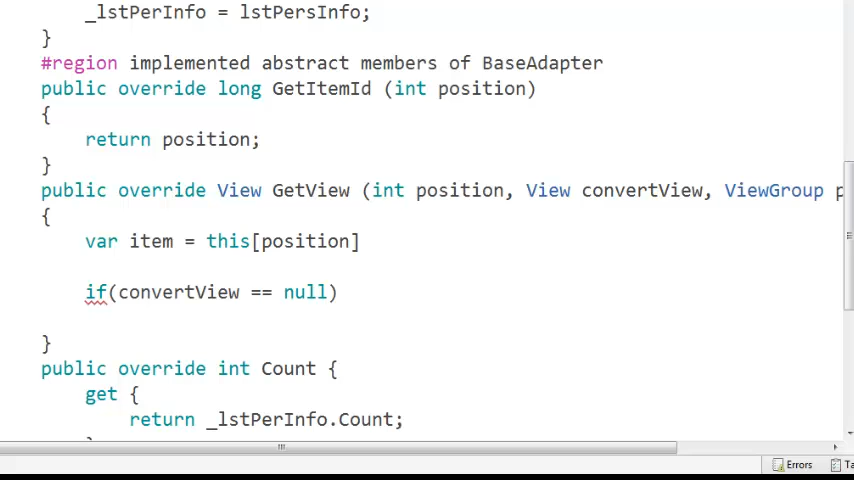 _lstPerInfo = lstPersInfo;
}
#region implemented abstract members of BaseAdapter
public override long GetItemId (int position)
{
return position;
}
public override View GetView (int position, View convertView, ViewGroup p
{
var item = this[position]
if(convertView == null)
}
public override int Count {
get {
return _lstPerInfo.Count;
}
Errors Ta